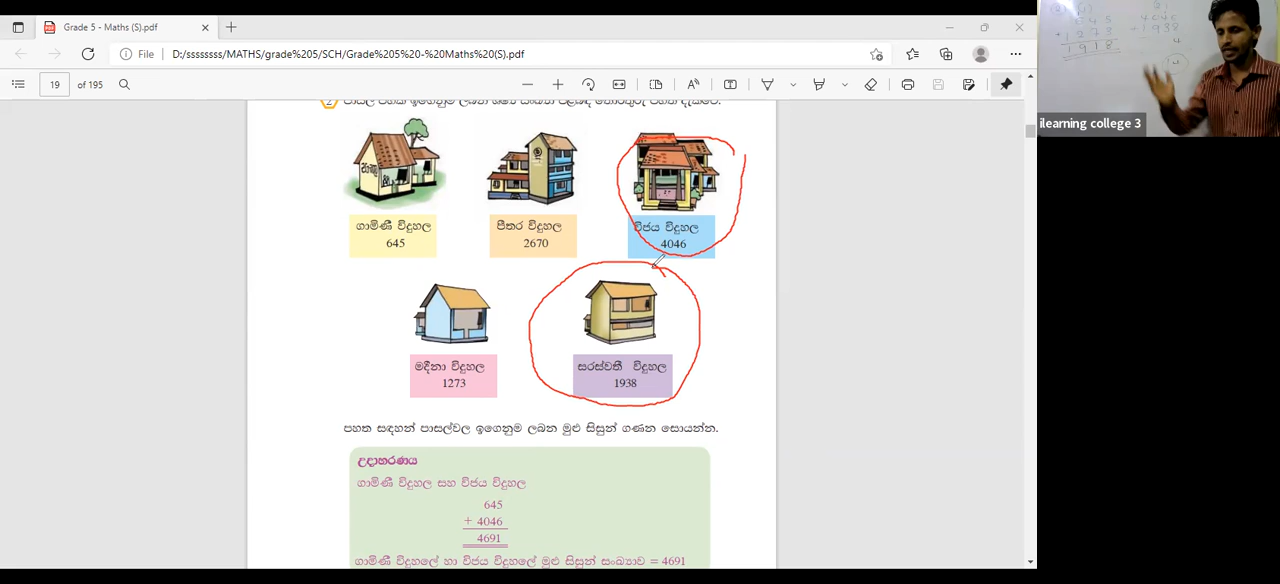 Grade 5 - Maths (S).pdf
File
D:/sssssssss/MATHS/grade%205/SCH/Grade%205%20-%20Maths%20(S).pdf
19 of 195
2
ගාමිණී විදුහල
645
පීතර විදුහල
2670
විජය විදුහල
4046
මදීනා විදුහල
1273
සරස්වතී විදුහල
1938
පහත සඳහන් පාසල්වල ඉගෙනුම ලබන මුළු සිසුන් ගණන සොයන්න.
උදාහරණය
ගාමිණී විදුහල සහ විජය විදුහල
645
+ 4046
4691
ගාමිණී විදුහලේ හා විජය විදුහලේ මුළු සිසුන් සංඛ්‍යාව = 4691
ilearning college 3